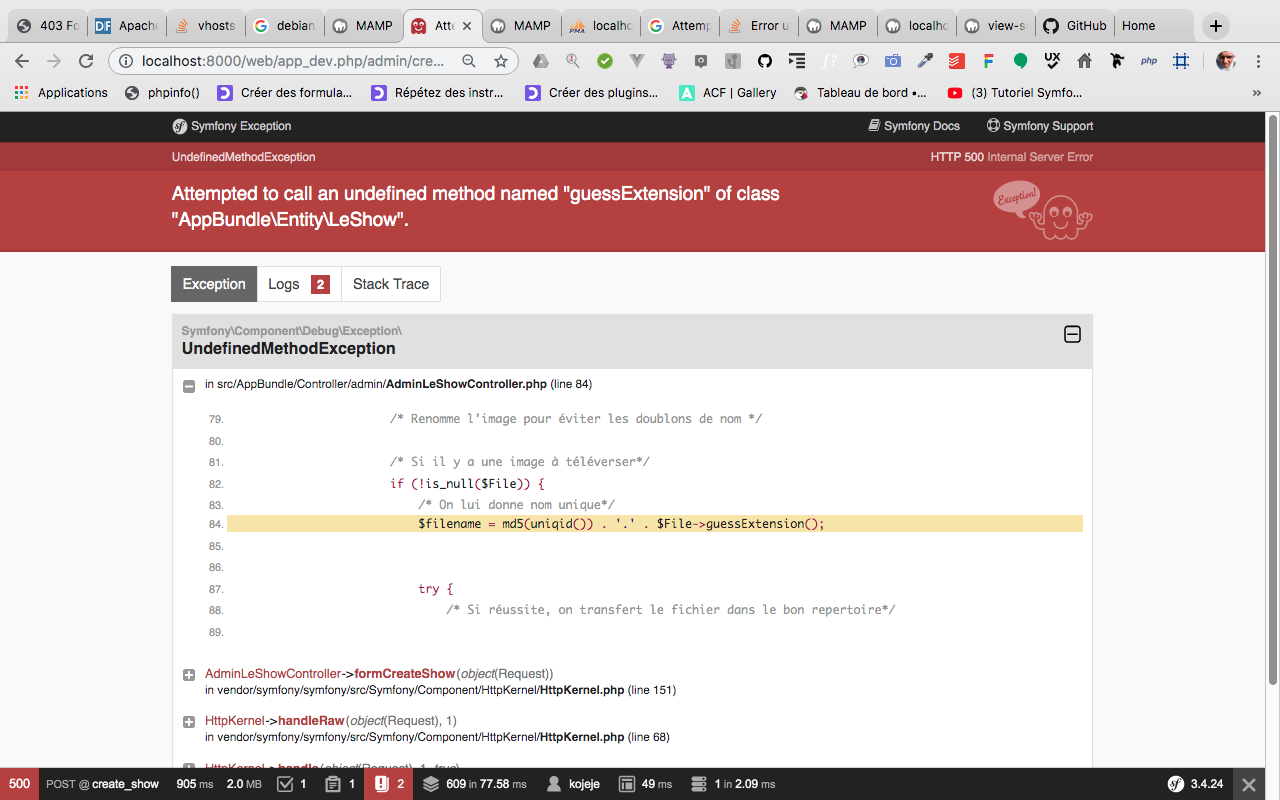 403 Fo
DF Apache
vhosts
debian
MAMP
Atte
MAMP
localho
Attemp
Error u
MAMP
localho
view-s
GitHub
Home
localhost:8000/web/app_dev.php/admin/cre...
Applications
phpinfo()
Créer des formula...
Répétez des instr...
Créer des plugins...
ACF | Gallery
Tableau de bord •...
(3) Tutoriel Symfo...
»
Symfony Exception
Symfony Docs
Symfony Support
UndefinedMethodException
HTTP 500 Internal Server Error
Attempted to call an undefined method named "guessExtension" of class
"AppBundle\Entity\LeShow".
Exception!
Exception
Logs 2
Stack Trace
Symfony\Component\Debug\Exception\
UndefinedMethodException
in src/AppBundle/Controller/admin/AdminLeShowController.php (line 84)
79. /* Renomme l'image pour éviter les doublons de nom */
80.
81. /* Si il y a une image à téléverser*/
82. if (!is_null($File)) {
83. /* On lui donne nom unique*/
84. $filename = md5(uniqid()) . '.' . $File->guessExtension();
85.
86.
87. try {
88. /* Si réussite, on transfert le fichier dans le bon repertoire*/
89.
AdminLeShowController->formCreateShow(object(Request))
in vendor/symfony/symfony/src/Symfony/Component/HttpKernel/HttpKernel.php (line 151)
HttpKernel->handleRaw(object(Request), 1)
in vendor/symfony/symfony/src/Symfony/Component/HttpKernel/HttpKernel.php (line 68)
HttpKernel->handle(object(Request), 1, true)
500
POST @ create_show
905 ms
2.0 MB
1
1
2
609 in 77.58 ms
kojeje
49 ms
1 in 2.09 ms
3.4.24